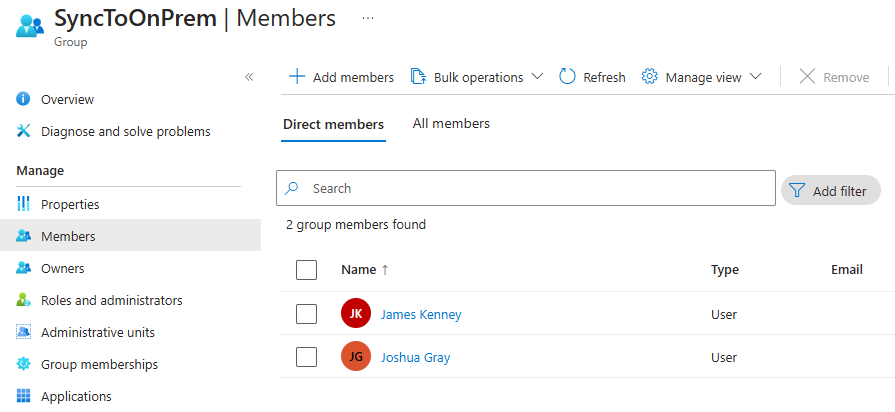 SyncToOnPrem | Members ...
Group
«
Overview
Diagnose and solve problems
Manage
Properties
Members
Owners
Roles and administrators
Administrative units
Group memberships
Applications
Add members Bulk operations Refresh Manage view Remove
Direct members All members
Search Add filter
2 group members found
Name ↑ Type Email
JK James Kenney User
JG Joshua Gray User